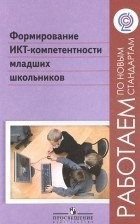 Формирование
ИКТ-компетентности
младших
школьников
РАБОТАЕМ
ПО НОВЫМ
СТАНДАРТАМ
ПРОСВЕЩЕНИЕ